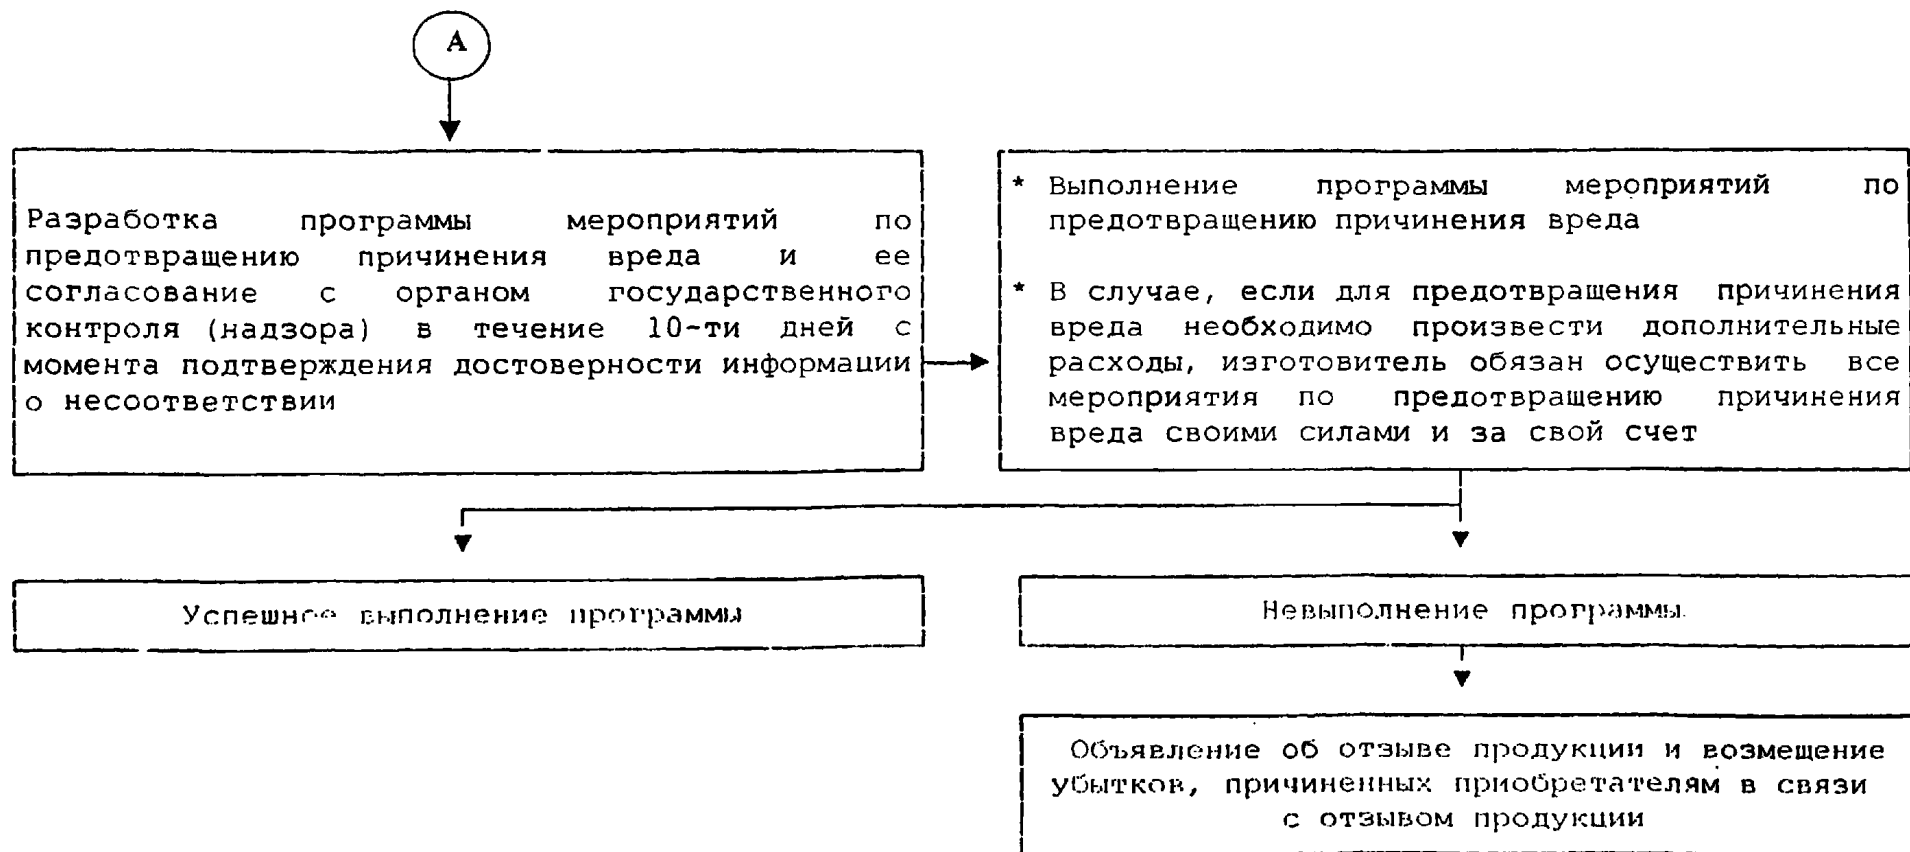 А
Разработка программы мероприятий по
предотвращению причинения вреда и ее
согласование с органом государственного
контроля (надзора) в течение 10-ти дней с
момента подтверждения достоверности информации
о несоответствии
* Выполнение программы мероприятий по
предотвращению причинения вреда
* В случае, если для предотвращения причинения
вреда необходимо произвести дополнительные
расходы, изготовитель обязан осуществить все
мероприятия по предотвращению причинения
вреда своими силами и за свой счет
Успешное выполнение программы
Невыполнение программы
Объявление об отзыве продукции и возмещение
убытков, причиненных приобретателям в связи
с отзывом продукции